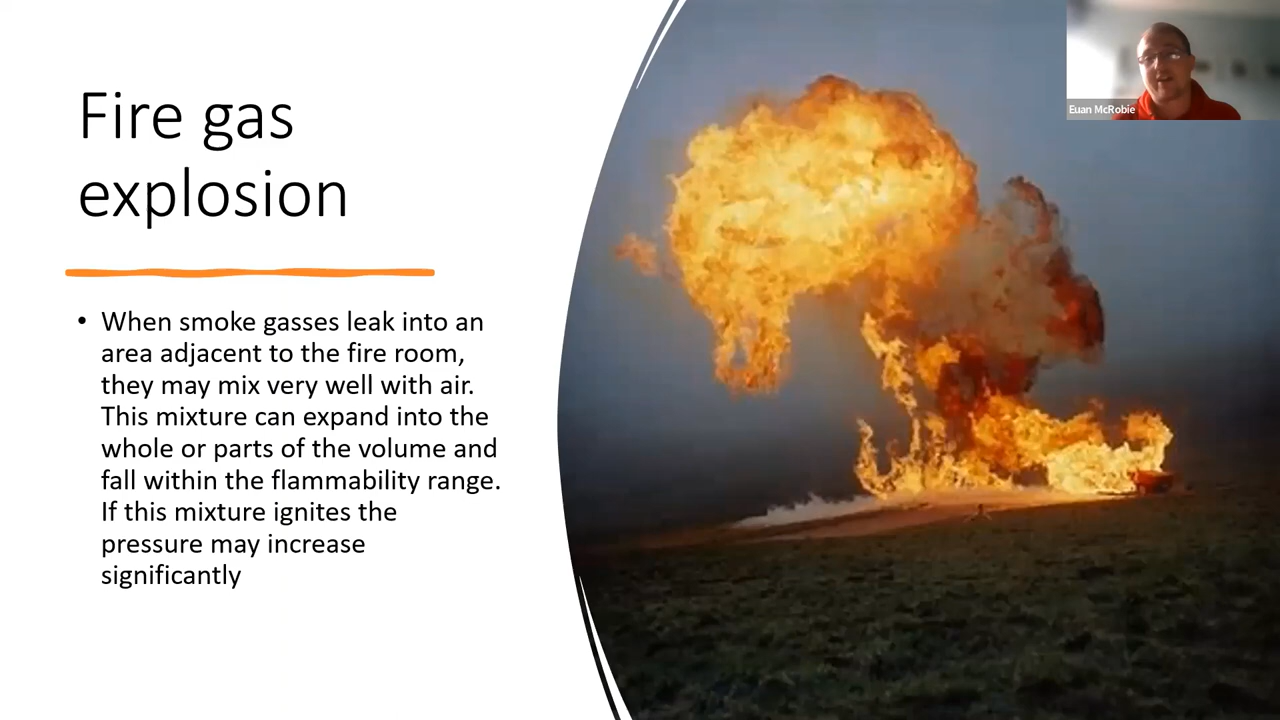 Fire gas
explosion
• When smoke gasses leak into an
area adjacent to the fire room,
they may mix very well with air.
This mixture can expand into the
whole or parts of the volume and
fall within the flammability range.
If this mixture ignites the
pressure may increase
significantly
Euan McRobie